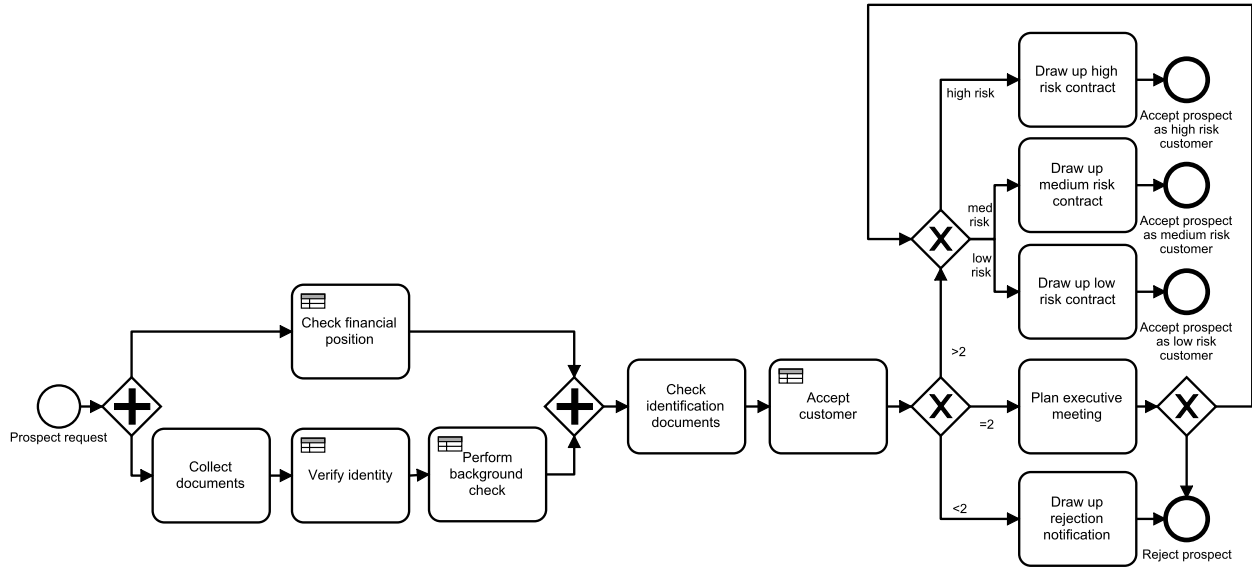 Prospect request
Check financial
position
Collect
documents
Verify identity
Perform
background
check
Check
identification
documents
Accept
customer
>2
=2
<2
high risk
med
risk
low
risk
Draw up high
risk contract
Accept prospect
as high risk
customer
Draw up
medium risk
contract
Accept prospect
as medium risk
customer
Draw up low
risk contract
Accept prospect
as low risk
customer
Plan executive
meeting
Draw up
rejection
notification
Reject prospect